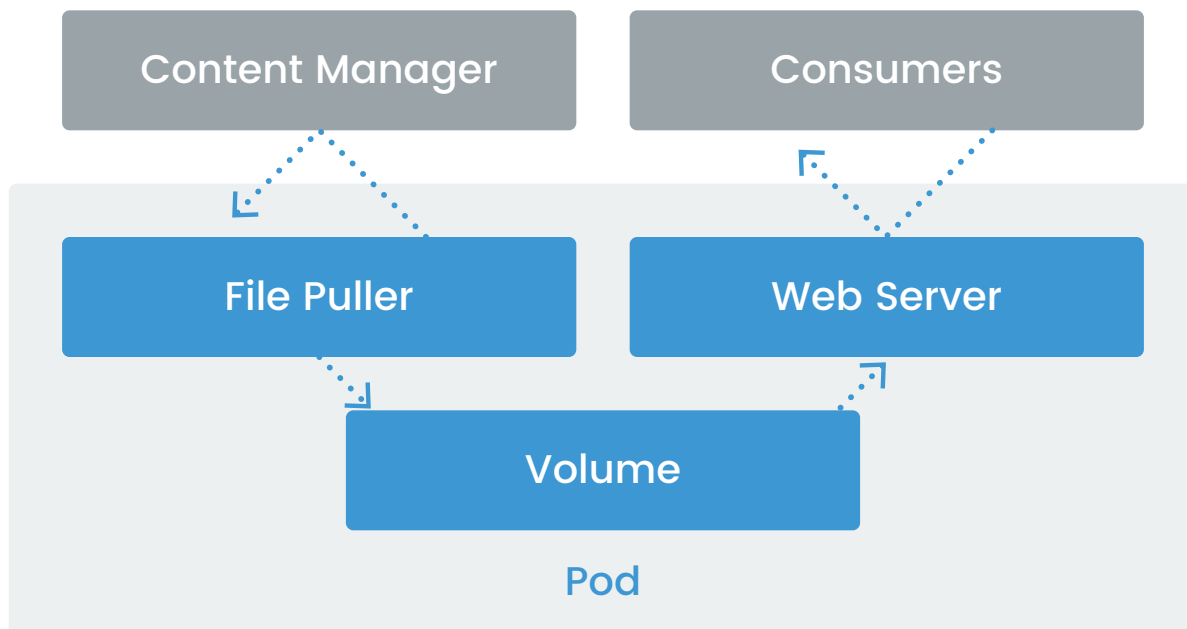 Content Manager
Consumers
File Puller
Web Server
Volume
Pod